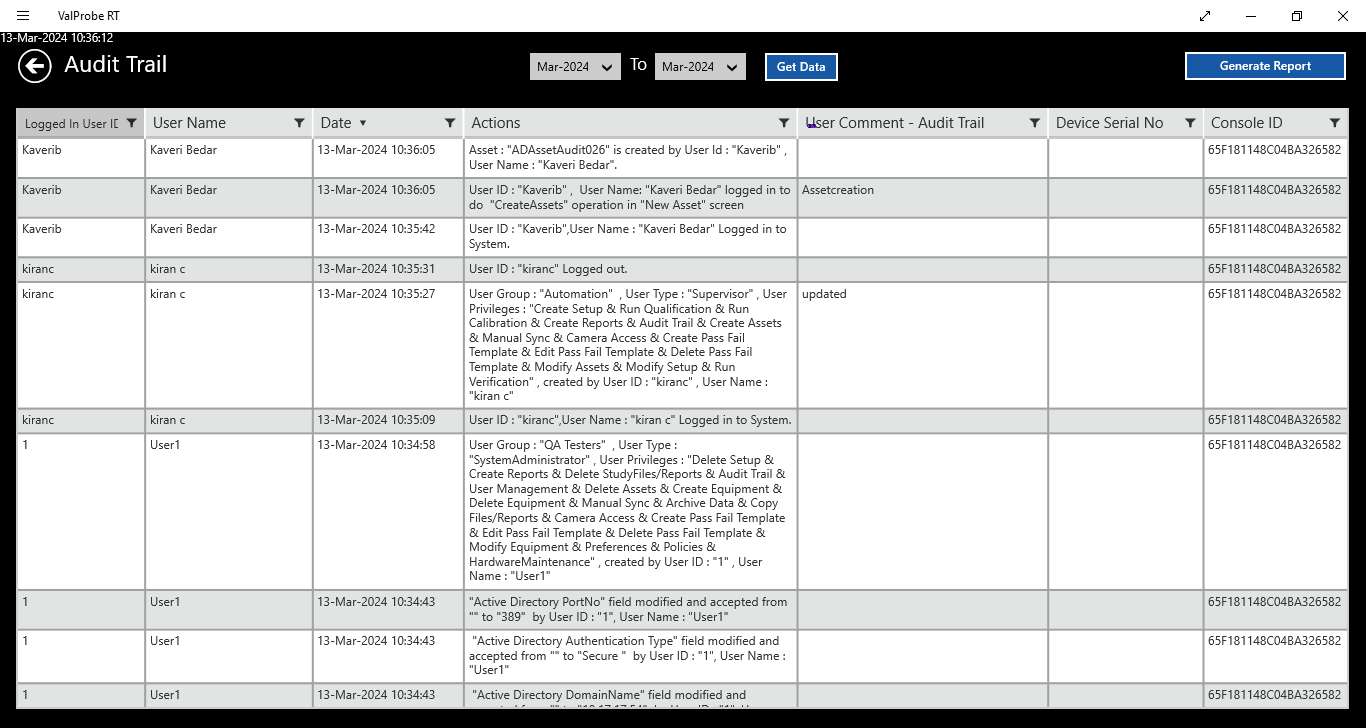 ValProbe RT
13-Mar-2024 10:36:12
Audit Trail
Mar-2024 To Mar-2024 Get Data Generate Report
Logged In User ID User Name Date Actions User Comment - Audit Trail Device Serial No Console ID
Kaverib Kaveri Bedar 13-Mar-2024 10:36:05 Asset : "ADAssetAudit026" is created by User Id : "Kaverib" , 65F181148C04BA326582
User Name : "Kaveri Bedar".
Kaverib Kaveri Bedar 13-Mar-2024 10:36:05 User ID : "Kaverib" , User Name: "Kaveri Bedar" logged in to Assetcreation 65F181148C04BA326582
do "CreateAssets" operation in "New Asset" screen
Kaverib Kaveri Bedar 13-Mar-2024 10:35:42 User ID : "Kaverib",User Name : "Kaveri Bedar" Logged in to 65F181148C04BA326582
System.
kiranc kiran c 13-Mar-2024 10:35:31 User ID : "kiranc" Logged out. 65F181148C04BA326582
kiranc kiran c 13-Mar-2024 10:35:27 User Group : "Automation" , User Type : "Supervisor" , User updated 65F181148C04BA326582
Privileges : "Create Setup & Run Qualification & Run
Calibration & Create Reports & Audit Trail & Create Assets
& Manual Sync & Camera Access & Create Pass Fail
Template & Edit Pass Fail Template & Delete Pass Fail
Template & Modify Assets & Modify Setup & Run
Verification" , created by User ID : "kiranc" , User Name :
"kiran c"
kiranc kiran c 13-Mar-2024 10:35:09 User ID : "kiranc",User Name : "kiran c" Logged in to System. 65F181148C04BA326582
1 User1 13-Mar-2024 10:34:58 User Group : "QA Testers" , User Type : 65F181148C04BA326582
"SystemAdministrator" , User Privileges : "Delete Setup &
Create Reports & Delete StudyFiles/Reports & Audit Trail &
User Management & Delete Assets & Create Equipment &
Delete Equipment & Manual Sync & Archive Data & Copy
Files/Reports & Camera Access & Create Pass Fail Template
& Edit Pass Fail Template & Delete Pass Fail Template &
Modify Equipment & Preferences & Policies &
HardwareMaintenance" , created by User ID : "1" , User
Name : "User1"
1 User1 13-Mar-2024 10:34:43 "Active Directory PortNo" field modified and accepted from 65F181148C04BA326582
"" to "389" by User ID : "1", User Name : "User1"
1 User1 13-Mar-2024 10:34:43 "Active Directory Authentication Type" field modified and 65F181148C04BA326582
accepted from "" to "Secure " by User ID : "1", User Name :
"User1"
1 User1 13-Mar-2024 10:34:43 "Active Directory DomainName" field modified and 65F181148C04BA326582